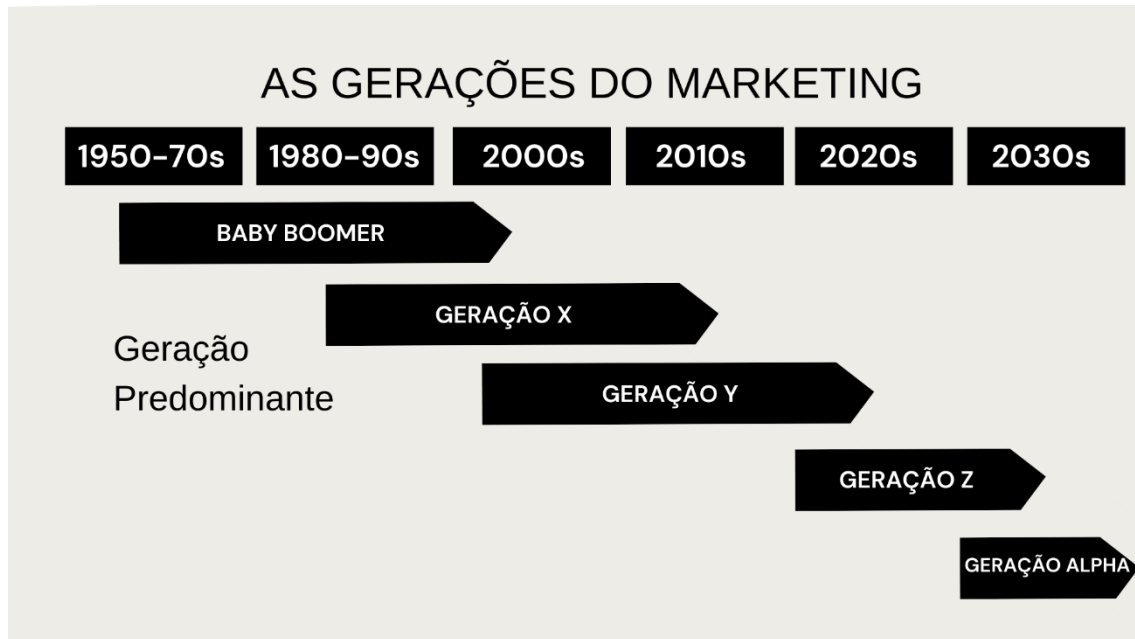 AS GERAÇÕES DO MARKETING
1950-70s
1980-90s
2000s
2010s
2020s
2030s
BABY BOOMER
GERAÇÃO X
Geração
Predominante
GERAÇÃO Y
GERAÇÃO Z
GERAÇÃO ALPHA